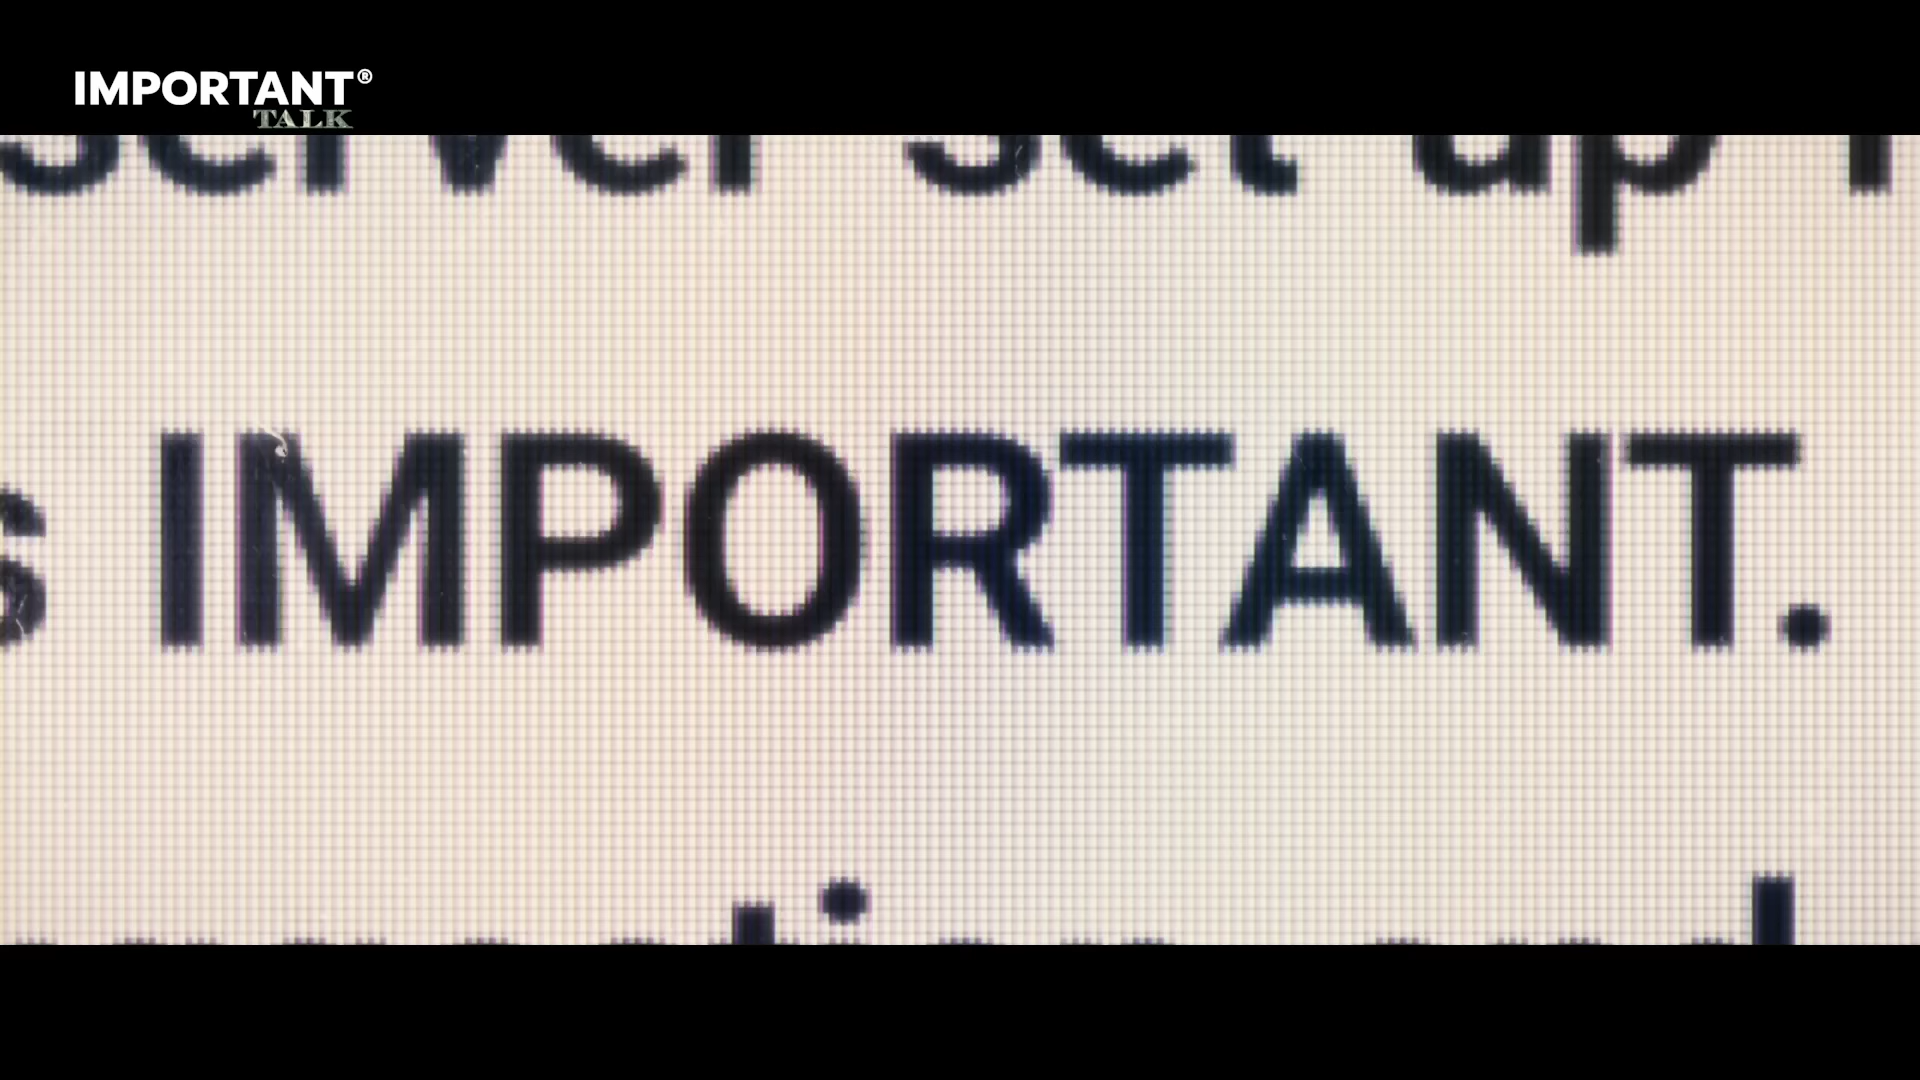 IMPORTANT®
TALK
server set up
s IMPORTANT.